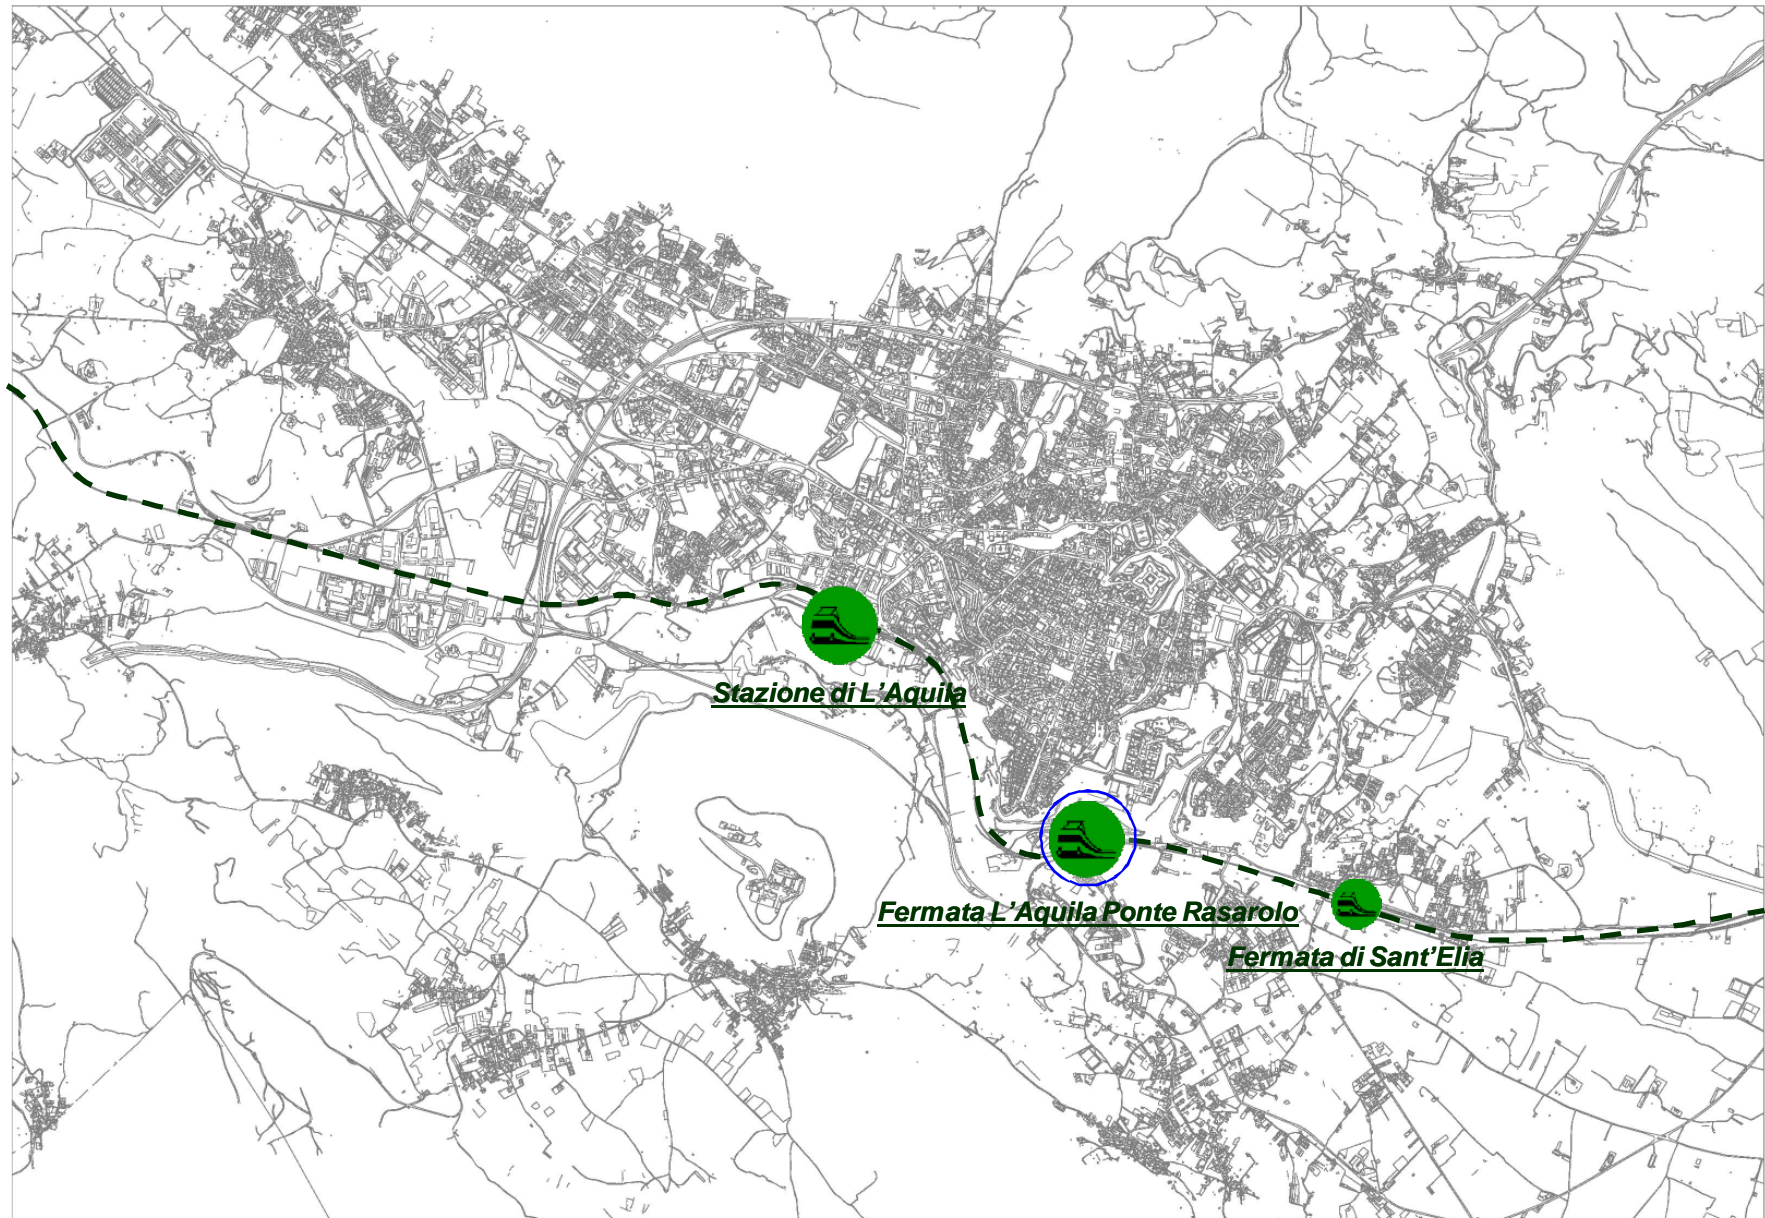 Stazione di L'Aquila
Fermata L'Aquila Ponte Rasarolo
Fermata di Sant'Elia